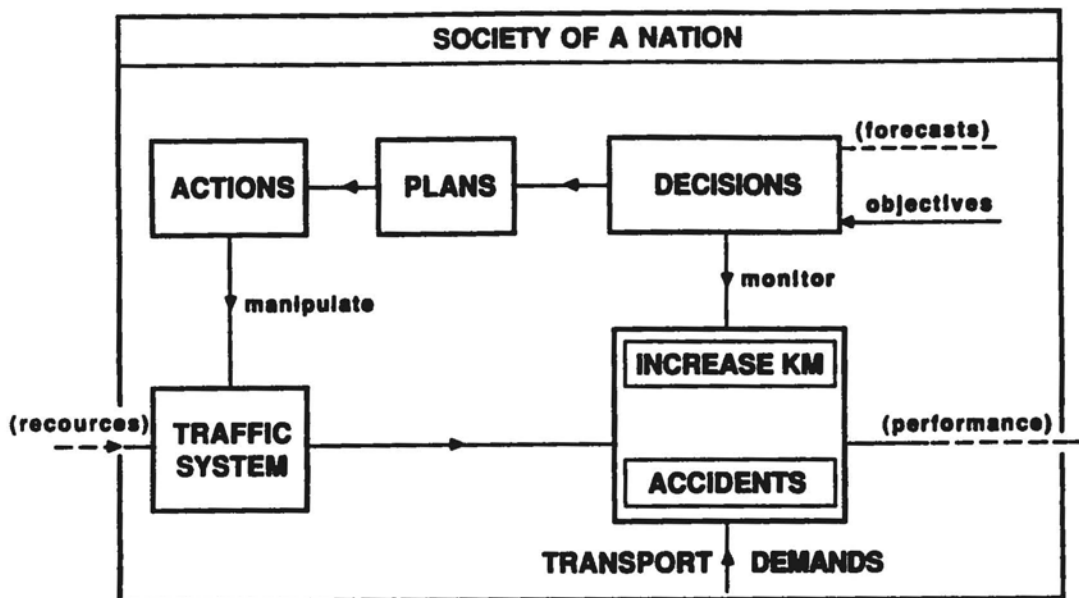 SOCIETY OF A NATION
(forecasts)
ACTIONS
PLANS
DECISIONS
objectives
manipulate
monitor
INCREASE KM
(recources)
TRAFFIC
SYSTEM
(performance)
ACCIDENTS
TRANSPORT DEMANDS